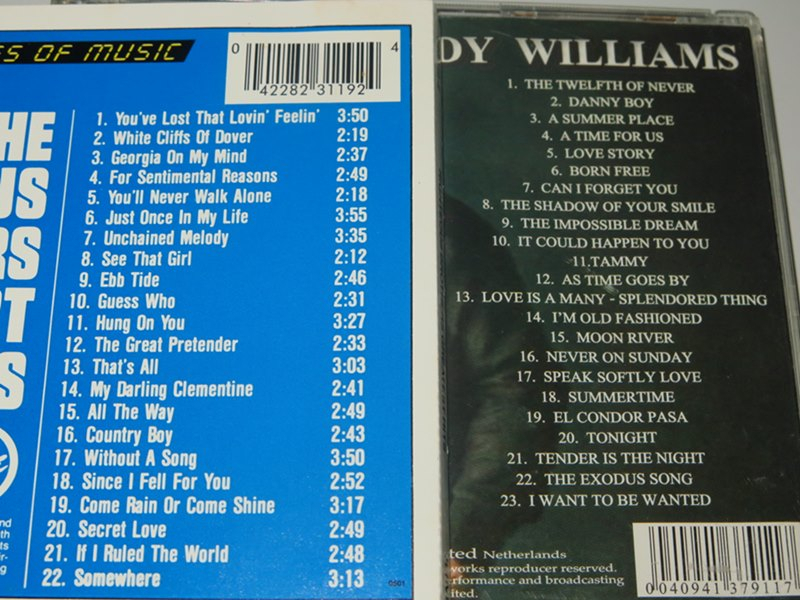 ES OF MUSIC
0 4
42282 31192
HE
US
RS
PT
S
1. You've Lost That Lovin' Feelin' 3:50
2. White Cliffs Of Dover 2:19
3. Georgia On My Mind 2:37
4. For Sentimental Reasons 2:49
5. You'll Never Walk Alone 2:18
6. Just Once In My Life 3:55
7. Unchained Melody 3:35
8. See That Girl 2:12
9. Ebb Tide 2:46
10. Guess Who 2:31
11. Hung On You 3:27
12. The Great Pretender 2:33
13. That's All 3:03
14. My Darling Clementine 2:41
15. All The Way 2:49
16. Country Boy 2:43
17. Without A Song 3:50
18. Since I Fell For You 2:52
19. Come Rain Or Come Shine 3:17
20. Secret Love 2:49
21. If I Ruled The World 2:48
22. Somewhere 3:13
nd
th
ts
ir-
g
0501
DY WILLIAMS
1. THE TWELFTH OF NEVER
2. DANNY BOY
3. A SUMMER PLACE
4. A TIME FOR US
5. LOVE STORY
6. BORN FREE
7. CAN I FORGET YOU
8. THE SHADOW OF YOUR SMILE
9. THE IMPOSSIBLE DREAM
10. IT COULD HAPPEN TO YOU
11.TAMMY
12. AS TIME GOES BY
13. LOVE IS A MANY - SPLENDORED THING
14. I'M OLD FASHIONED
15. MOON RIVER
16. NEVER ON SUNDAY
17. SPEAK SOFTLY LOVE
18. SUMMERTIME
19. EL CONDOR PASA
20. TONIGHT
21. TENDER IS THE NIGHT
22. THE EXODUS SONG
23. I WANT TO BE WANTED
ted Netherlands
works reproducer reserved.
rformance and broadcasting
ited.
0040941 379117